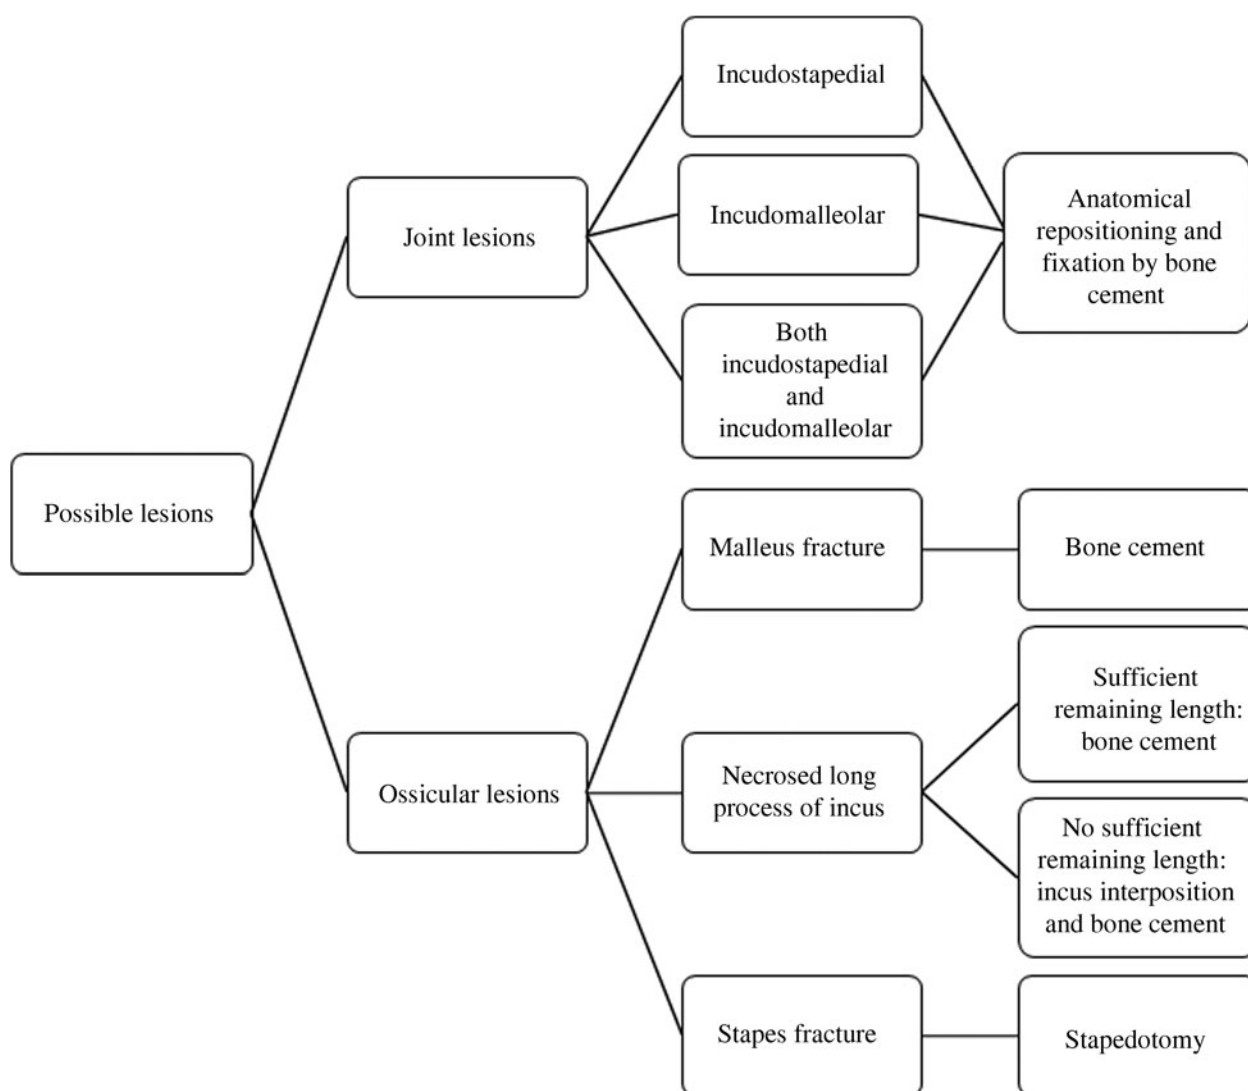 Incudostapedial
Incudomalleolar
Both
incudostapedial
and
incudomalleolar
Joint lesions
Anatomical
repositioning and
fixation by bone
cement
Possible lesions
Ossicular lesions
Malleus fracture
Bone cement
Necrosed long
process of incus
Sufficient
remaining length:
bone cement
No sufficient
remaining length:
incus interposition
and bone cement
Stapes fracture
Stapedotomy